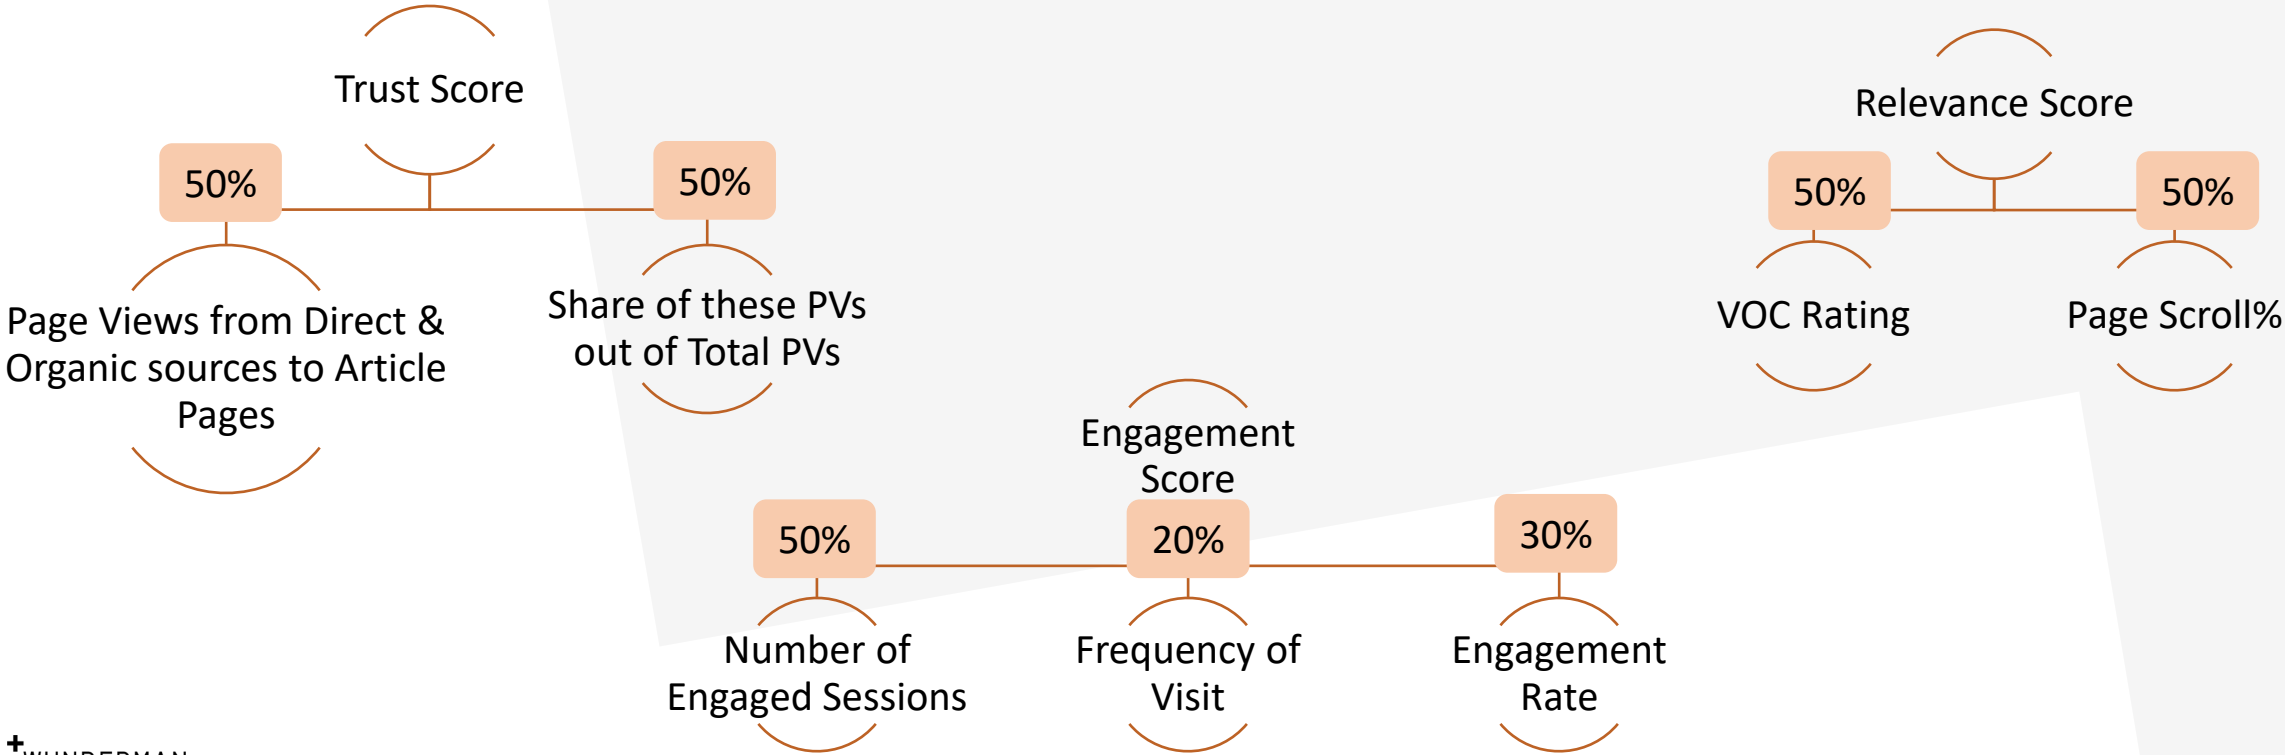 Trust Score
50%
50%
Page Views from Direct &
Organic sources to Article
Pages
Share of these PVs
out of Total PVs
Relevance Score
50%
50%
VOC Rating
Page Scroll%
Engagement
Score
50%
20%
30%
Number of
Engaged Sessions
Frequency of
Visit
Engagement
Rate
WUNDERMAN